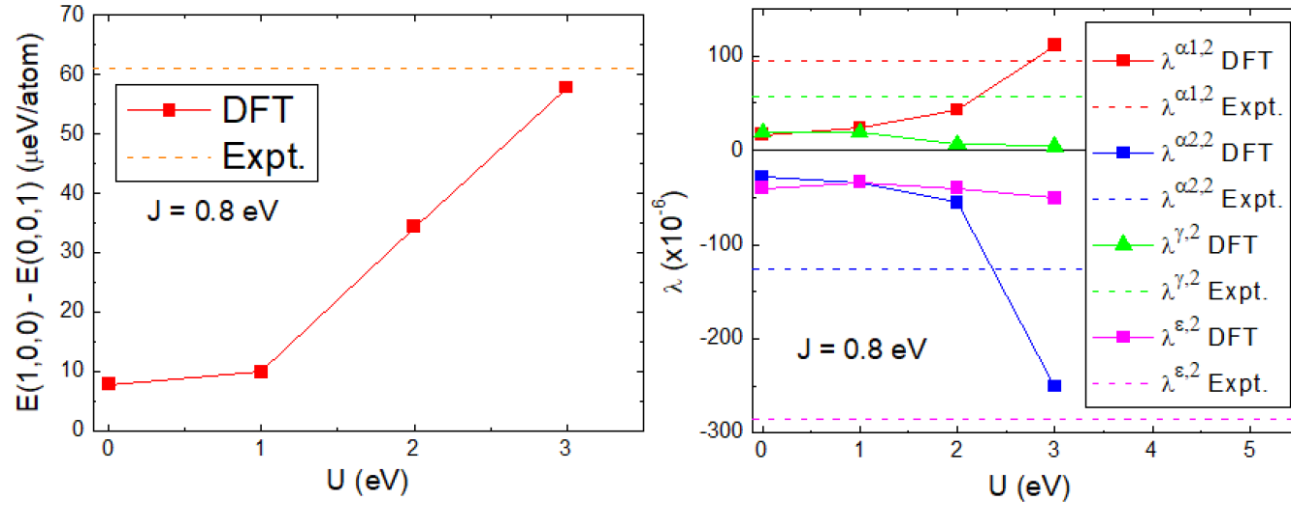 E(1,0,0) - E(0,0,1) (μeV/atom)
70
60
50
40
30
20
10
0
DFT
Expt.
J = 0.8 eV
0 1 2 3
U (eV)
λ (x10⁻⁶)
100
0
-100
-200
-300
J = 0.8 eV
λ^α1,2 DFT
λ^α1,2 Expt.
λ^α2,2 DFT
λ^α2,2 Expt.
λ^γ,2 DFT
λ^γ,2 Expt.
λ^ε,2 DFT
λ^ε,2 Expt.
0 1 2 3 4 5
U (eV)